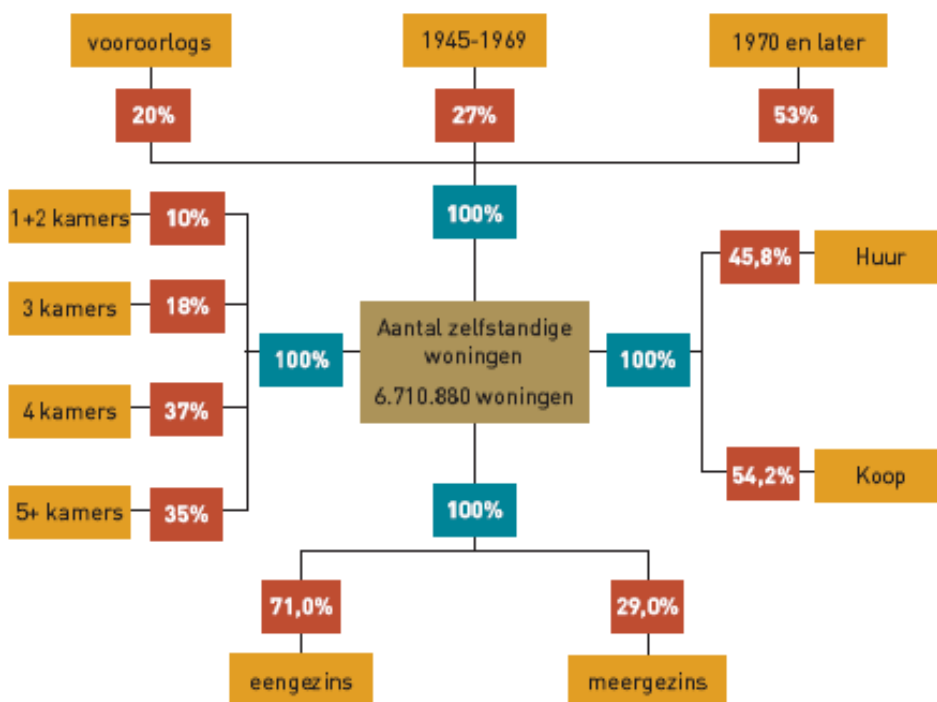 vooroorlogs
1945-1969
1970 en later
20%
27%
53%
100%
1+2 kamers
10%
3 kamers
18%
4 kamers
37%
5+ kamers
35%
100%
Aantal zelfstandige
woningen
6.710.880 woningen
100%
45,8%
Huur
54,2%
Koop
100%
71,0%
29,0%
eengezins
meergezins